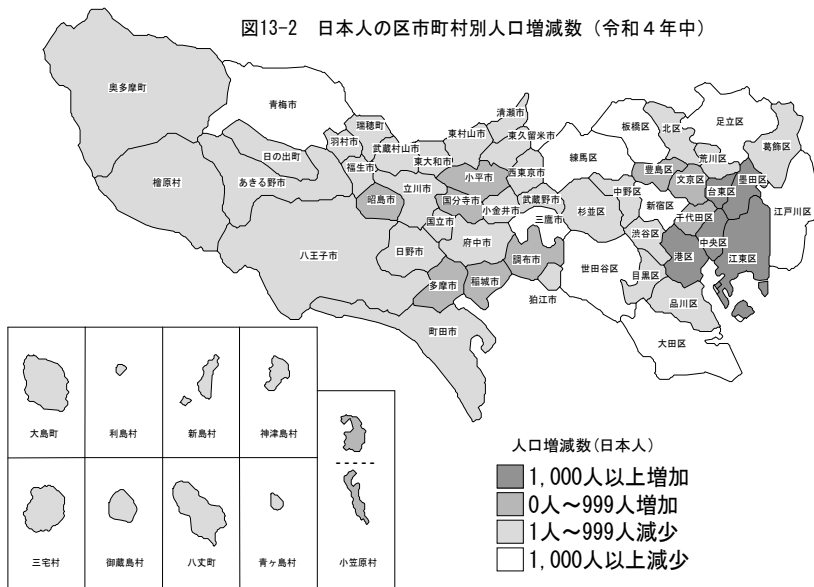 図13-2　日本人の区市町村別人口増減数（令和４年中）
奥多摩町
青梅市
瑞穂町
羽村市
武蔵村山市
東村山市
清瀬市
東久留米市
板橋区
北区
足立区
葛飾区
日の出町
福生市
東大和市
小平市
西東京市
練馬区
豊島区
荒川区
文京区
台東区
墨田区
檜原村
あきる野市
昭島市
立川市
国分寺市
小金井市
武蔵野市
杉並区
中野区
新宿区
千代田区
江戸川区
国立市
三鷹市
渋谷区
中央区
八王子市
日野市
府中市
調布市
世田谷区
目黒区
港区
江東区
多摩市
稲城市
狛江市
品川区
町田市
大田区
大島町
利島村
新島村
神津島村
三宅村
御蔵島村
八丈町
青ヶ島村
小笠原村
人口増減数(日本人)
1,000人以上増加
0人～999人増加
1人～999人減少
1,000人以上減少